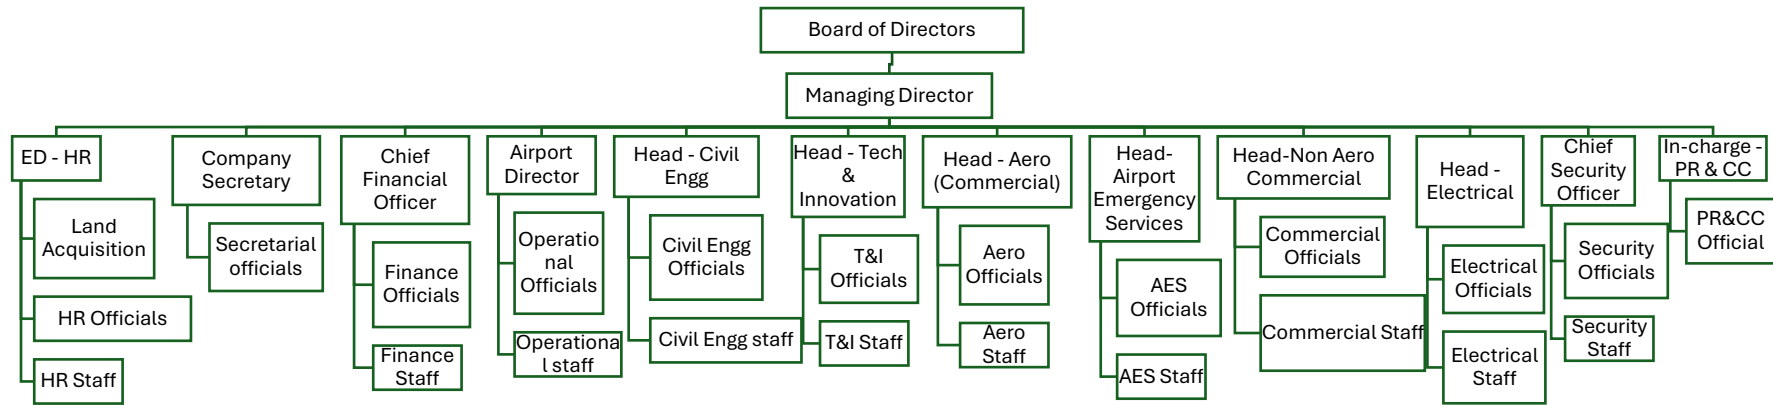 Board of Directors
Managing Director
ED - HR
Land
Acquisition
HR Officials
HR Staff
Company
Secretary
Secretarial
officials
Chief
Financial
Officer
Finance
Officials
Finance
Staff
Airport
Director
Operatio
nal
Officials
Operationa
l staff
Head - Civil
Engg
Civil Engg
Officials
Civil Engg staff
Head - Tech
&
Innovation
T&I
Officials
T&I Staff
Head - Aero
(Commercial)
Aero
Officials
Aero
Staff
Head-
Airport
Emergency
Services
AES
Officials
AES Staff
Head-Non Aero
Commercial
Commercial
Officials
Commercial Staff
Head -
Electrical
Electrical
Officials
Electrical
Staff
Chief
Security
Officer
Security
Officials
Security
Staff
In-charge -
PR & CC
PR&CC
Official